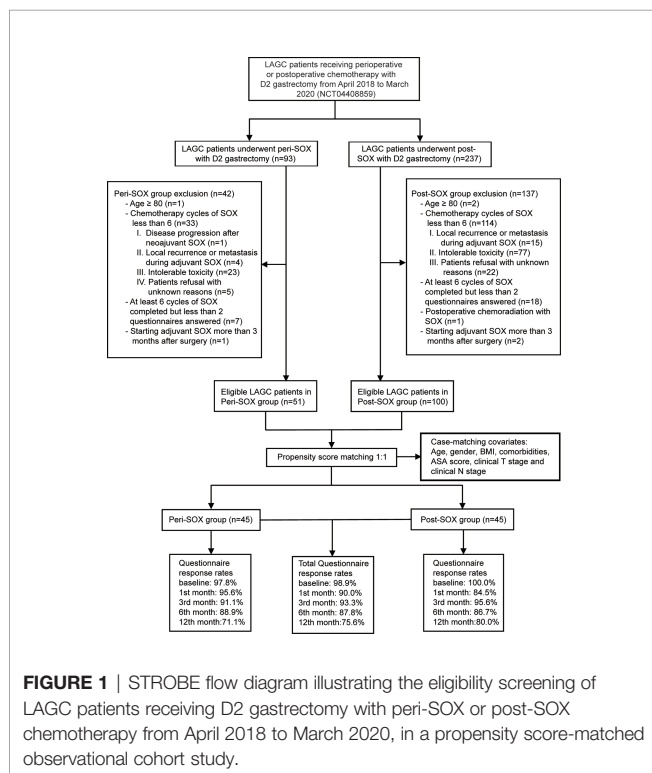 LAGC patients receiving perioperative
or postoperative chemotherapy with
D2 gastrectomy from April 2018 to March
2020 (NCT04408859)
LAGC patients underwent peri-SOX
with D2 gastrectomy (n=93)
LAGC patients underwent post-
SOX with D2 gastrectomy (n=237)
Peri-SOX group exclusion (n=42)
- Age ≥ 80 (n=1)
- Chemotherapy cycles of SOX
less than 6 (n=33)
I. Disease progression after
neoajuvant SOX (n=1)
II. Local recurrence or metastasis
during adjuvant SOX (n=4)
III. Intolerable toxicity (n=23)
IV. Patients refusal with
unknown reasons (n=5)
- At least 6 cycles of SOX
completed but less than 2
questionnaires answered (n=7)
- Starting adjuvant SOX more than 3
months after surgery (n=1)
Post-SOX group exclusion (n=137)
- Age ≥ 80 (n=2)
- Chemotherapy cycles of SOX
less than 6 (n=114)
I. Local recurrence or metastasis
during adjuvant SOX (n=15)
II. Intolerable toxicity (n=77)
III. Patients refusal with unknown
reasons (n=22)
- At least 6 cycles of SOX
completed but less than 2
questionnaires answered (n=18)
- Postoperative chemoradiation with
SOX (n=1)
- Starting adjuvant SOX more than 3
months after surgery (n=2)
Eligible LAGC patients in
Peri-SOX group (n=51)
Eligible LAGC patients in
Post-SOX group (n=100)
Propensity score matching 1:1
Case-matching covariates:
Age, gender, BMI, comorbidities,
ASA score, clinical T stage and
clinical N stage
Peri-SOX group (n=45)
Post-SOX group (n=45)
Questionnaire
response rates
baseline: 97.8%
1st month: 95.6%
3rd month: 91.1%
6th month: 88.9%
12th month:71.1%
Total Questionnaire
response rates
baseline: 98.9%
1st month: 90.0%
3rd month: 93.3%
6th month: 87.8%
12th month:75.6%
Questionnaire
response rates
baseline: 100.0%
1st month: 84.5%
3rd month: 95.6%
6th month: 86.7%
12th month: 80.0%
FIGURE 1 | STROBE flow diagram illustrating the eligibility screening of
LAGC patients receiving D2 gastrectomy with peri-SOX or post-SOX
chemotherapy from April 2018 to March 2020, in a propensity score-matched
observational cohort study.